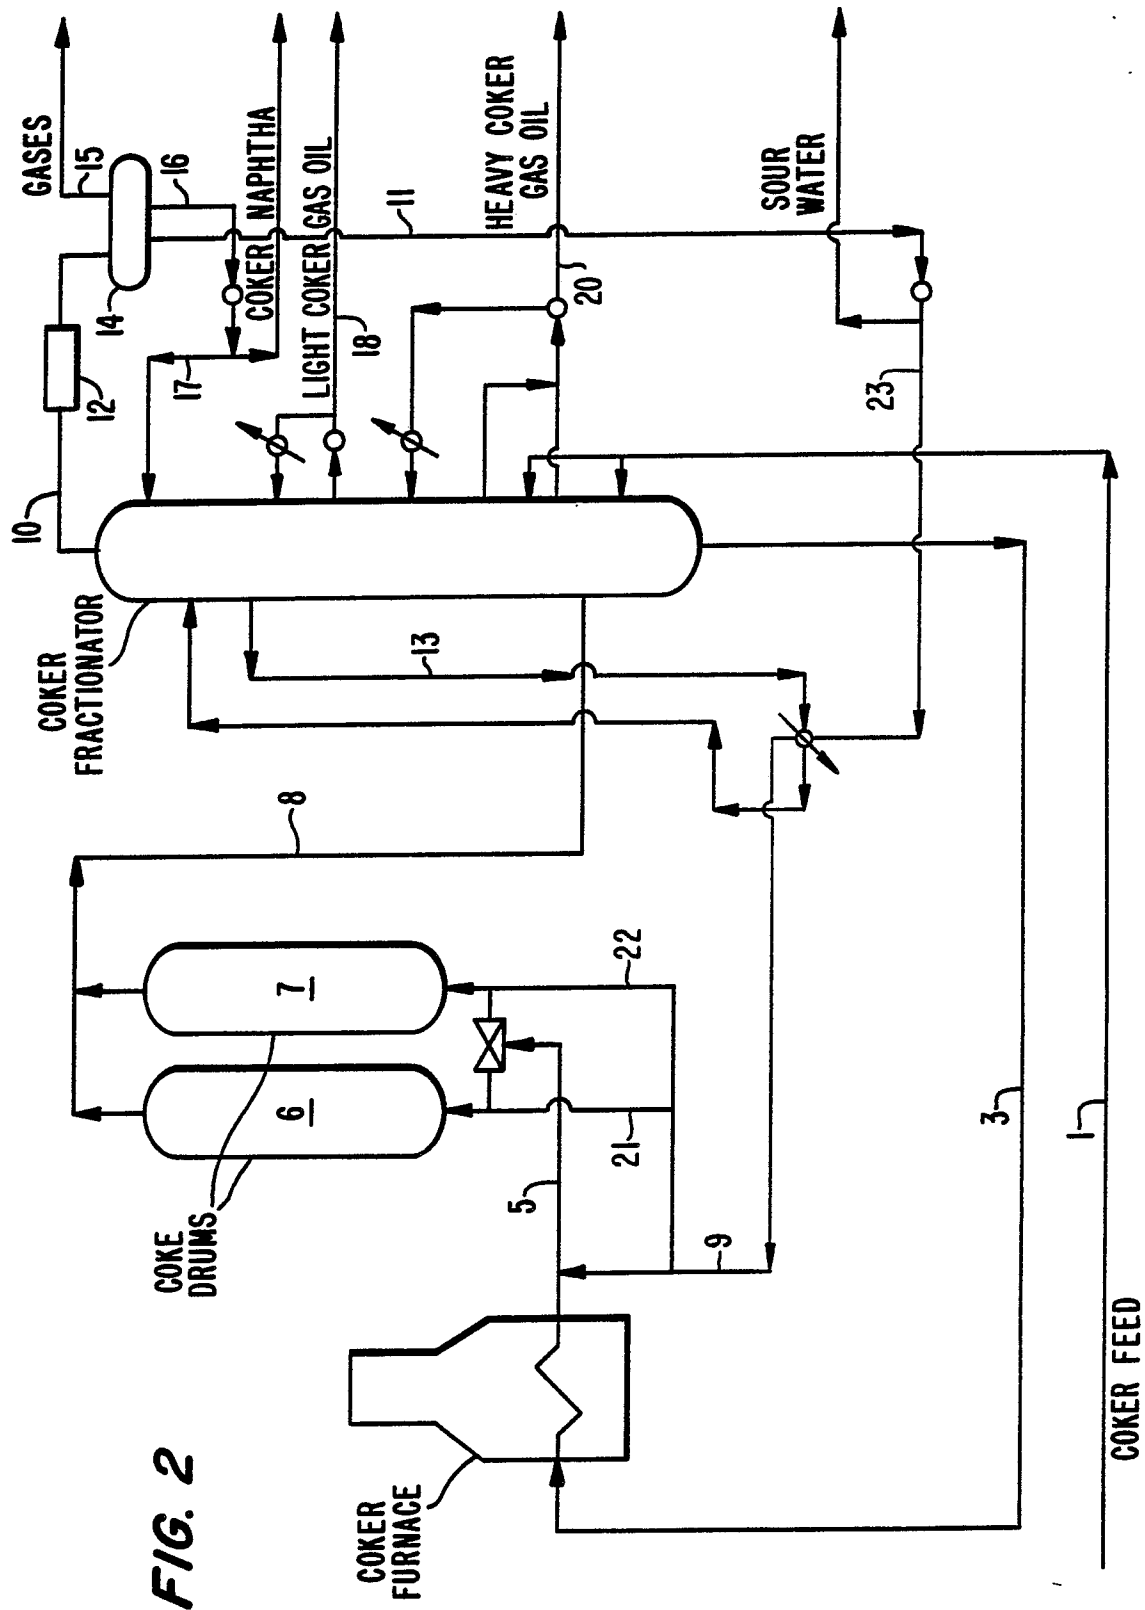 FIG. 2
COKER
FURNACE
COKE
DRUMS
6
7
5
21
22
9
8
COKER
FRACTIONATOR
13
10
12
14
GASES
15
16
17
COKER NAPHTHA
LIGHT COKER GAS OIL
18
11
HEAVY COKER
GAS OIL
20
SOUR
WATER
23
3
1
COKER FEED